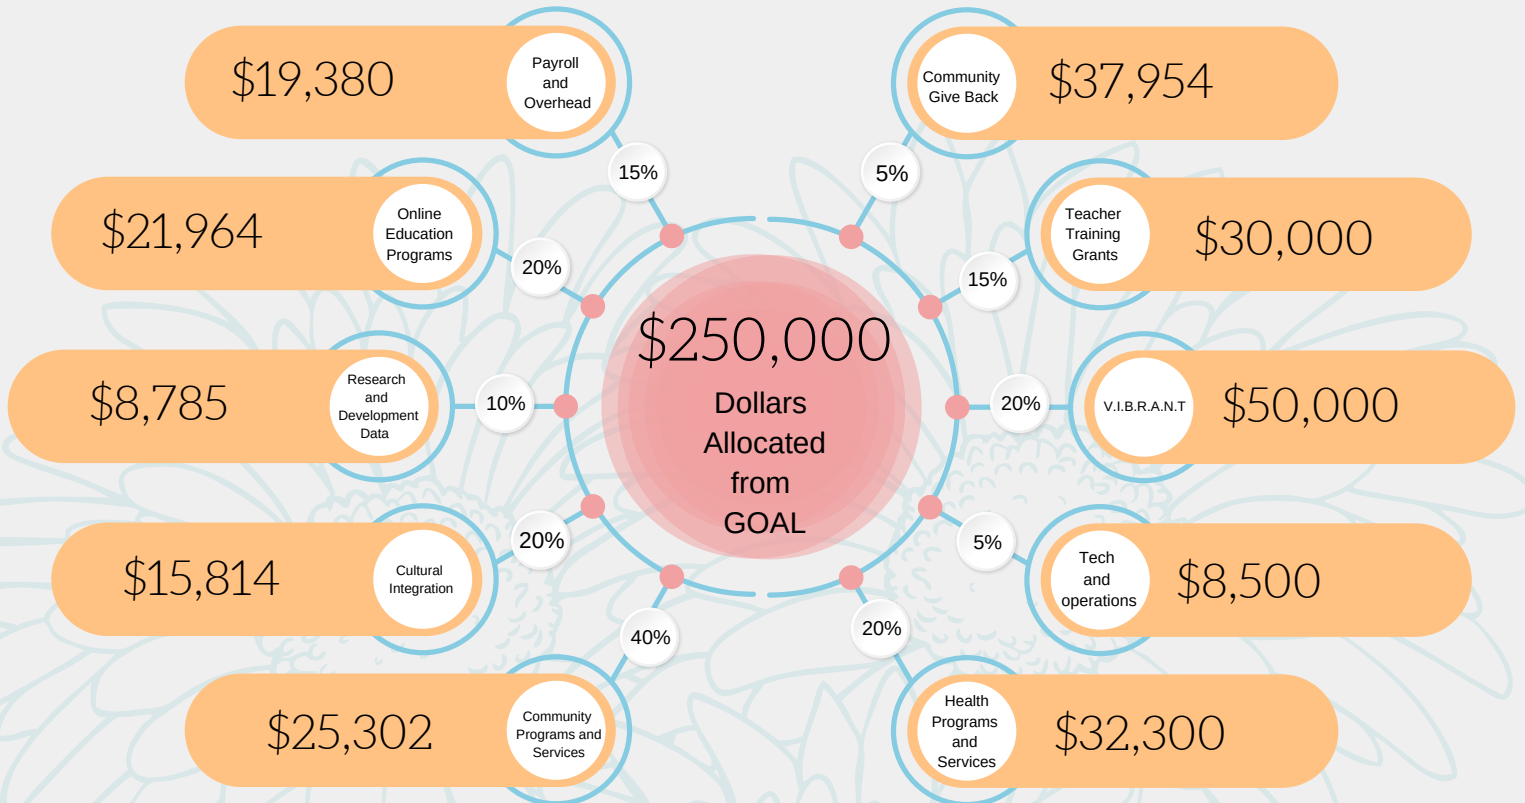 $19,380
Payroll
and
Overhead
15%
$21,964
Online
Education
Programs
20%
$8,785
Research
and
Development
Data
10%
$15,814
Cultural
Integration
20%
$25,302
Community
Programs and
Services
40%
$250,000
Dollars
Allocated
from
GOAL
Community
Give Back
$37,954
5%
Teacher
Training
Grants
$30,000
15%
V.I.B.R.A.N.T
$50,000
20%
Tech
and
operations
$8,500
5%
Health
Programs
and
Services
$32,300
20%